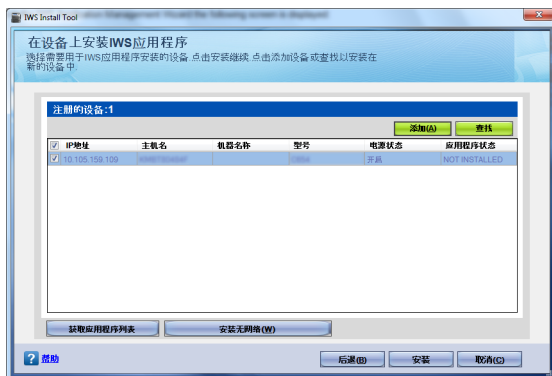 IWS Install Tool
在设备上安装IWS应用程序
选择需要用于IWS应用程序安装的设备.点击安装继续.点击添加设备或查找以安装在
新的设备中.
注册的设备:1
添加(A) 查找
IP地址 主机名 机器名称 型号 电源状态 应用程序状态
10.105.159.109 开启 NOT INSTALLED
获取应用程序列表 安装无网络(W)
帮助 后退(B) 安装 取消(C)